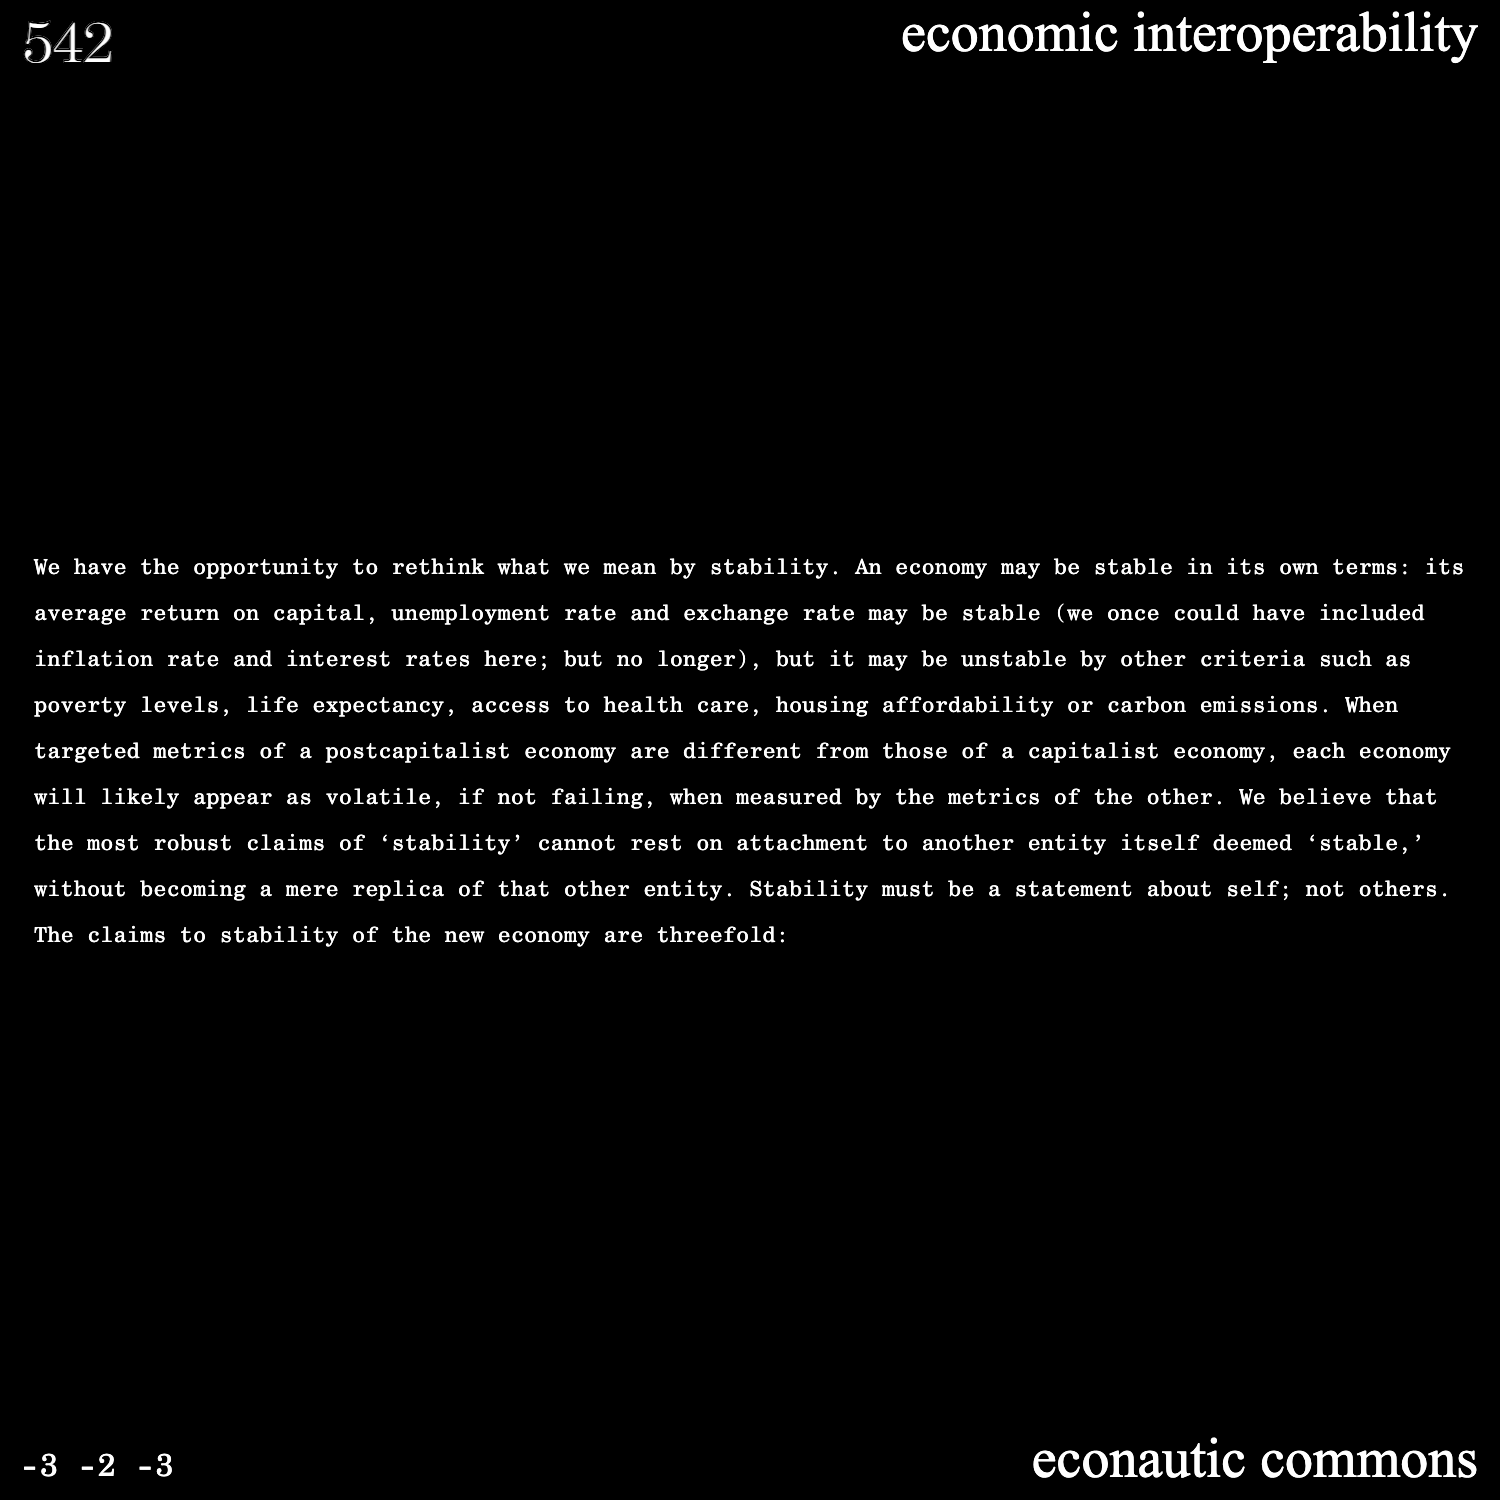 542
economic interoperability
We have the opportunity to rethink what we mean by stability. An economy may be stable in its own terms: its
average return on capital, unemployment rate and exchange rate may be stable (we once could have included
inflation rate and interest rates here; but no longer), but it may be unstable by other criteria such as
poverty levels, life expectancy, access to health care, housing affordability or carbon emissions. When
targeted metrics of a postcapitalist economy are different from those of a capitalist economy, each economy
will likely appear as volatile, if not failing, when measured by the metrics of the other. We believe that
the most robust claims of ‘stability’ cannot rest on attachment to another entity itself deemed ‘stable,’
without becoming a mere replica of that other entity. Stability must be a statement about self; not others.
The claims to stability of the new economy are threefold:
-3 -2 -3
econautic commons